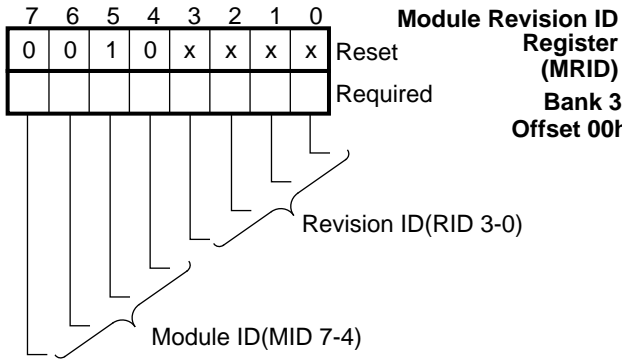 7 6 5 4 3 2 1 0
Module Revision ID
Register
(MRID)
0 0 1 0 x x x x Reset
Required
Bank 3
Offset 00h
Revision ID(RID 3-0)
Module ID(MID 7-4)